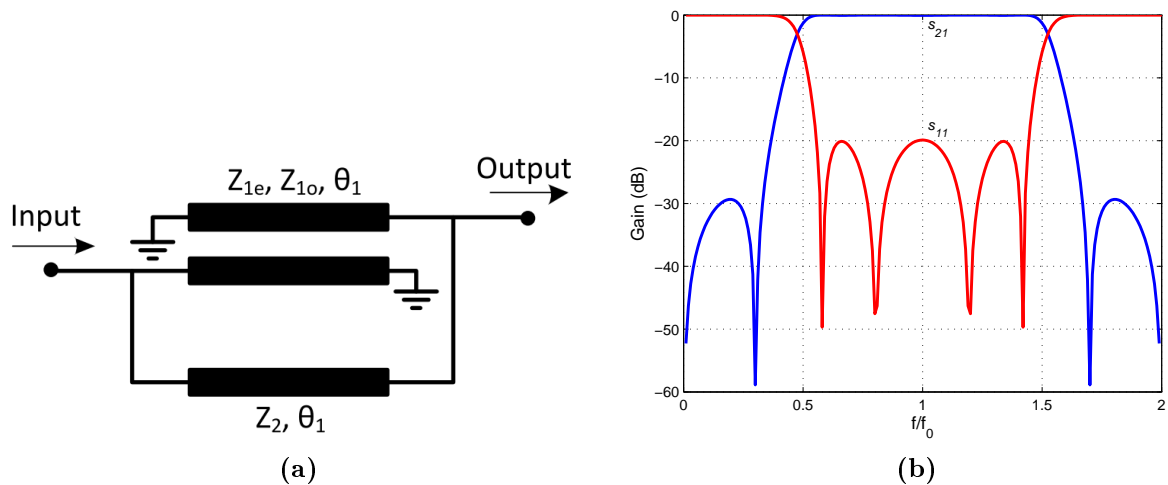 Z1e, Z1o, θ1
Output
Input
Z2, θ1
(a)
0
−10
−20
−30
−40
−50
−60
Gain (dB)
s21
s11
0
0.5
1
1.5
2
f/f0
(b)